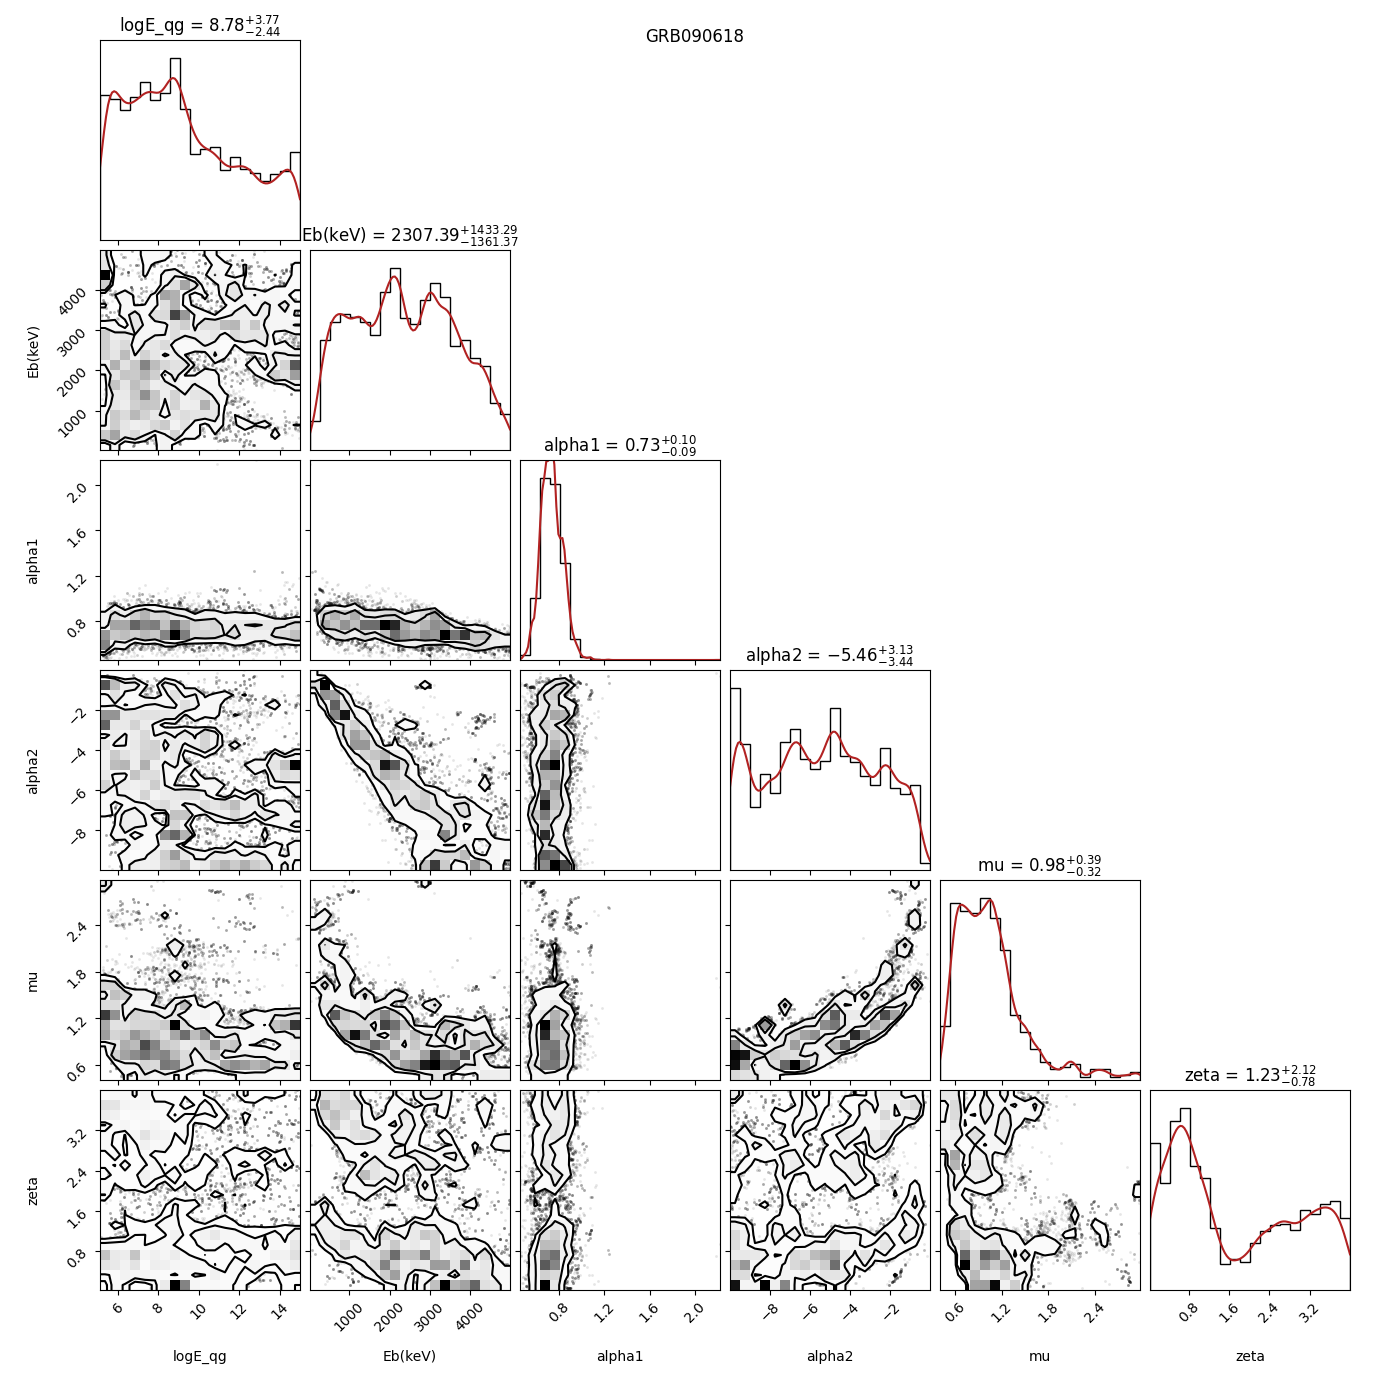 GRB090618
logE_qg = 8.78 +3.77 −2.44
Eb(keV) = 2307.39 +1433.29 −1361.37
4000
3000
2000
1000
Eb(keV)
alpha1 = 0.73 +0.10 −0.09
2.0
1.6
1.2
0.8
alpha1
alpha2 = −5.46 +3.13 −3.44
−2
−4
−6
−8
alpha2
mu = 0.98 +0.39 −0.32
2.4
1.8
1.2
0.6
mu
zeta = 1.23 +2.12 −0.78
3.2
2.4
1.6
0.8
zeta
6 8 10 12 14 1000 2000 3000 4000 0.8 1.2 1.6 2.0 −8 −6 −4 −2 0.6 1.2 1.8 2.4 0.8 1.6 2.4 3.2
logE_qg Eb(keV) alpha1 alpha2 mu zeta